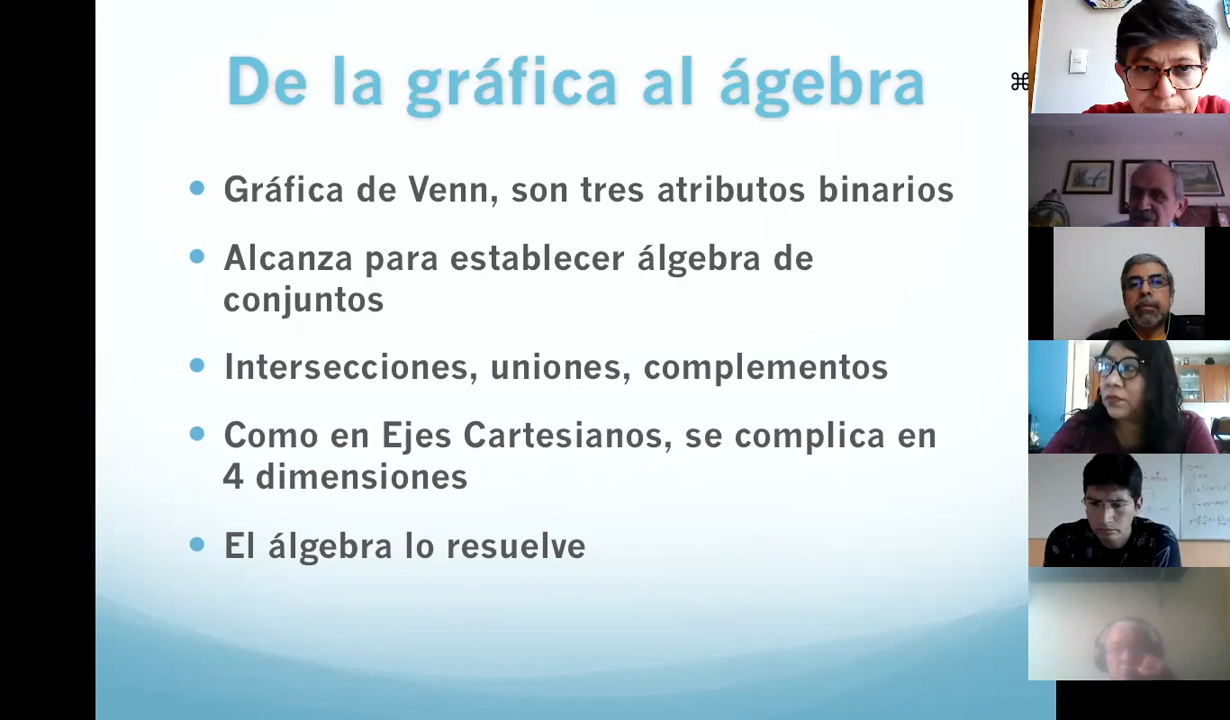 De la gráfica al ágebra
⌘
Gráfica de Venn, son tres atributos binarios
Alcanza para establecer álgebra de
conjuntos
Intersecciones, uniones, complementos
Como en Ejes Cartesianos, se complica en
4 dimensiones
El álgebra lo resuelve